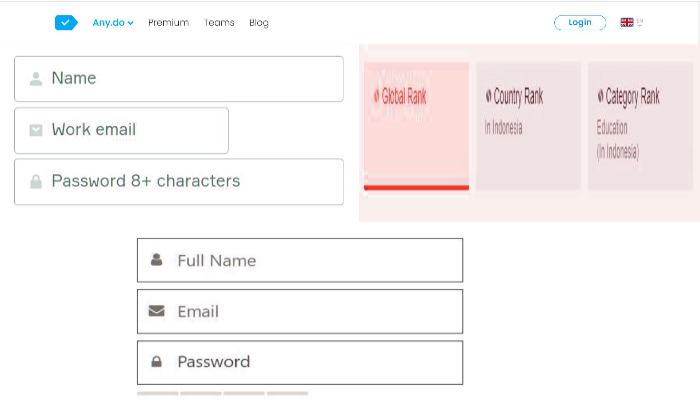 Any.do Premium Teams Blog Login EN
Name
Work email
Password 8+ characters
Global Rank
Country Rank
In Indonesia
Category Rank
Education
(In Indonesia)
Full Name
Email
Password